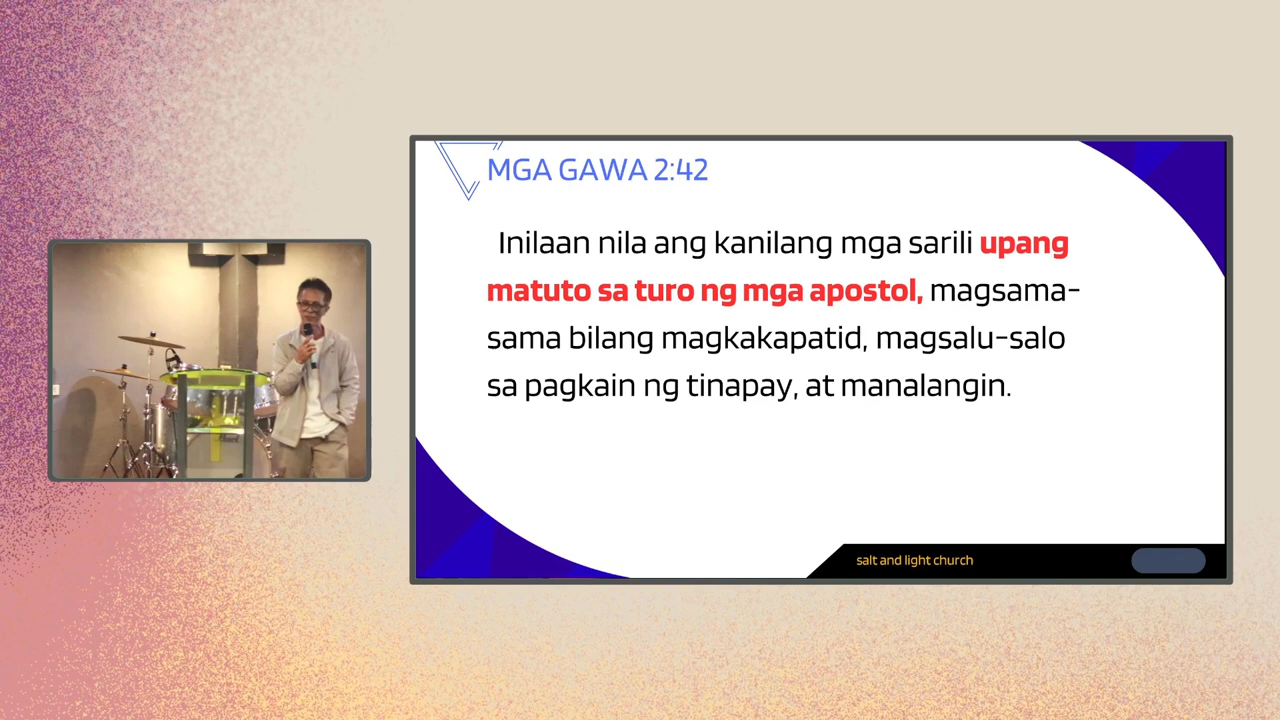 MGA GAWA 2:42
Inilaan nila ang kanilang mga sarili upang
matuto sa turo ng mga apostol, magsama-
sama bilang magkakapatid, magsalu-salo
sa pagkain ng tinapay, at manalangin.
salt and light church